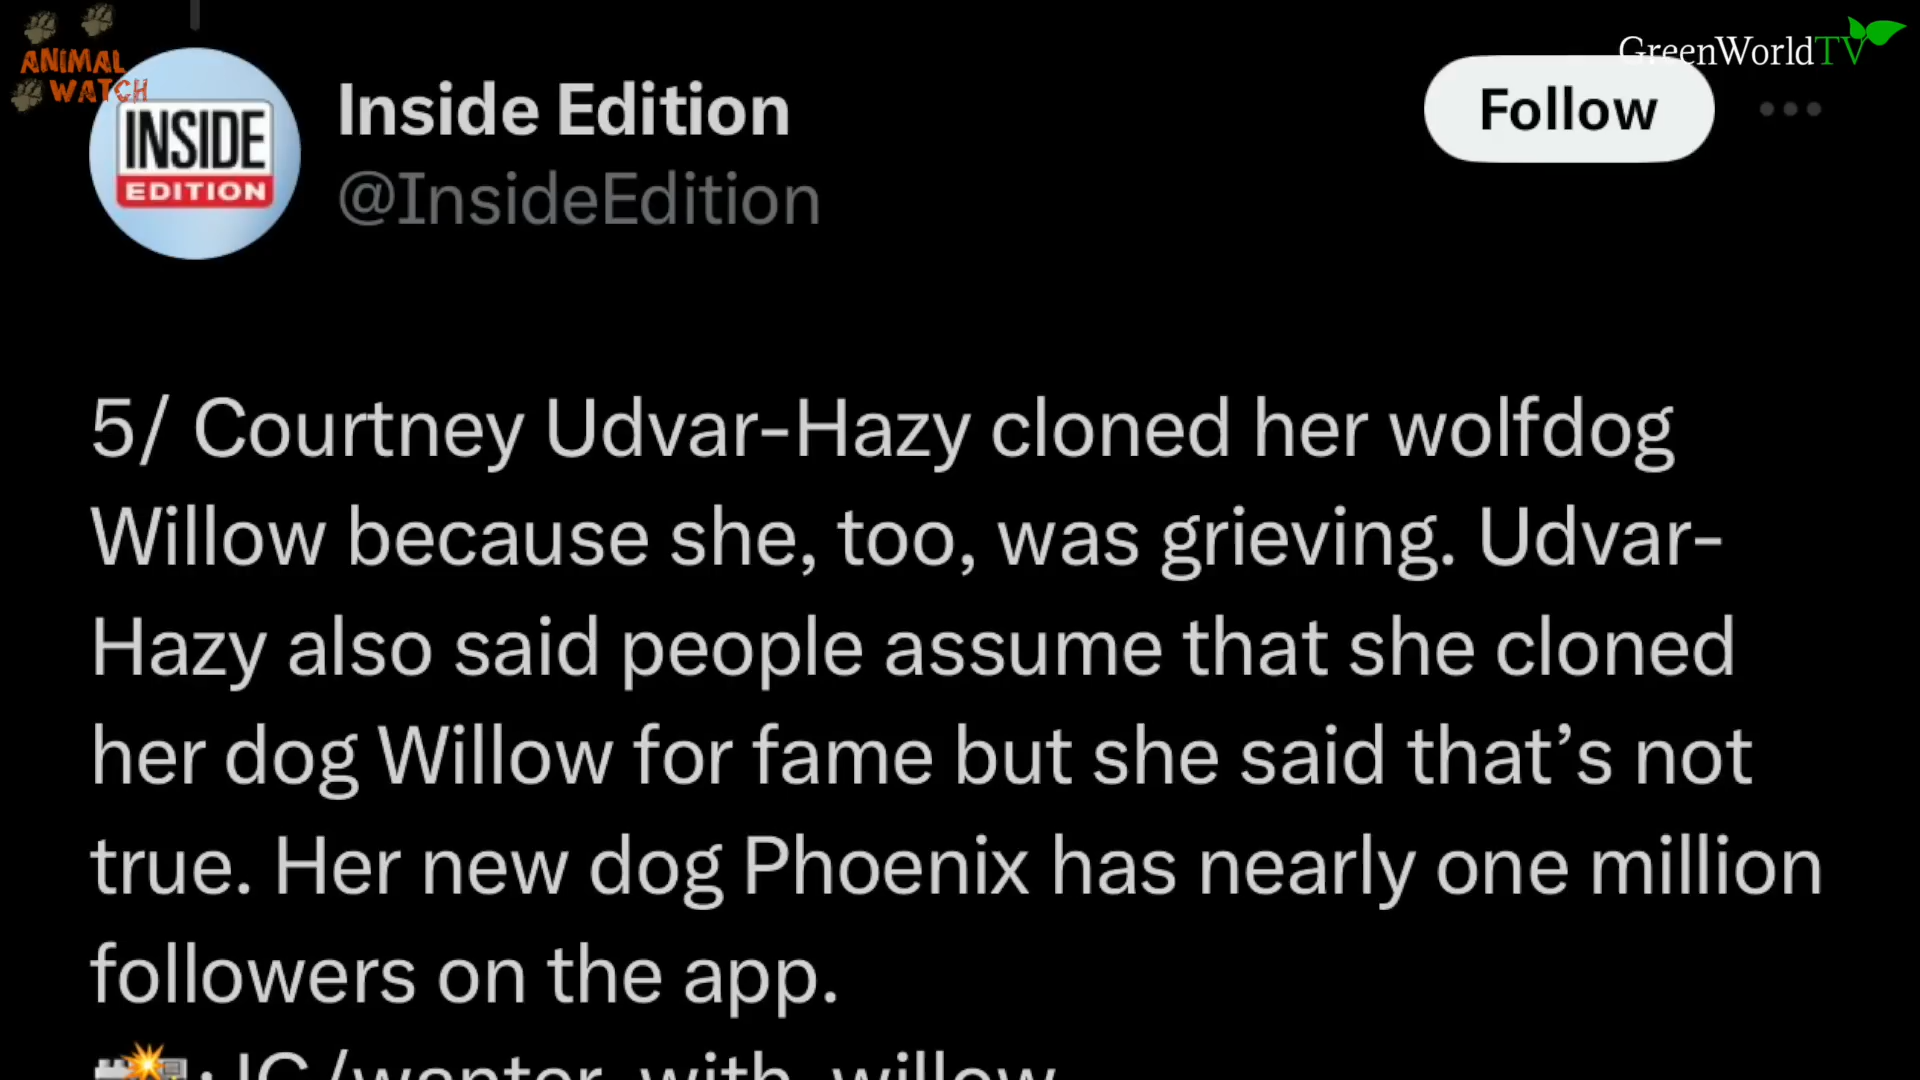 ANIMAL
WATCH
GreenWorldTV
INSIDE
EDITION
Inside Edition
@InsideEdition
Follow
5/ Courtney Udvar-Hazy cloned her wolfdog
Willow because she, too, was grieving. Udvar-
Hazy also said people assume that she cloned
her dog Willow for fame but she said that’s not
true. Her new dog Phoenix has nearly one million
followers on the app.
📸: IG /wantor_with_willow